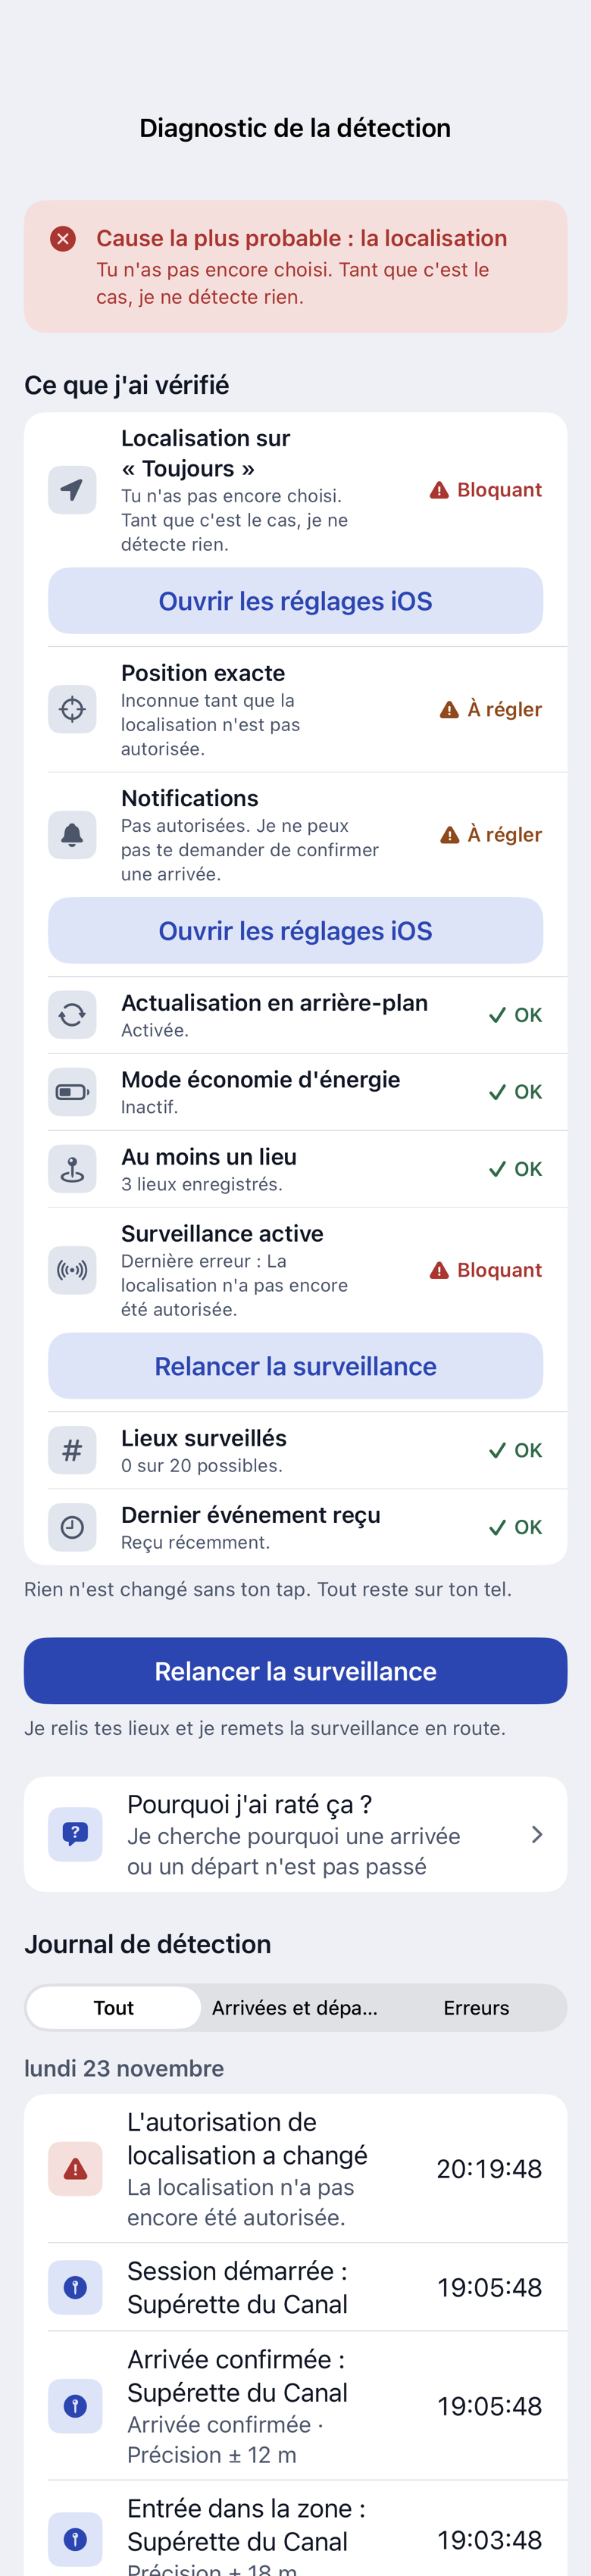 Diagnostic de la détection
Cause la plus probable : la localisation
Tu n'as pas encore choisi. Tant que c'est le
cas, je ne détecte rien.
Ce que j'ai vérifié
Localisation sur
« Toujours »
Tu n'as pas encore choisi.
Tant que c'est le cas, je ne
détecte rien.
Bloquant
Ouvrir les réglages iOS
Position exacte
Inconnue tant que la
localisation n'est pas
autorisée.
À régler
Notifications
Pas autorisées. Je ne peux
pas te demander de confirmer
une arrivée.
À régler
Ouvrir les réglages iOS
Actualisation en arrière-plan
Activée.
OK
Mode économie d'énergie
Inactif.
OK
Au moins un lieu
3 lieux enregistrés.
OK
Surveillance active
Dernière erreur : La
localisation n'a pas encore
été autorisée.
Bloquant
Relancer la surveillance
Lieux surveillés
0 sur 20 possibles.
OK
Dernier événement reçu
Reçu récemment.
OK
Rien n'est changé sans ton tap. Tout reste sur ton tel.
Relancer la surveillance
Je relis tes lieux et je remets la surveillance en route.
Pourquoi j'ai raté ça ?
Je cherche pourquoi une arrivée
ou un départ n'est pas passé
Journal de détection
Tout
Arrivées et dépa...
Erreurs
lundi 23 novembre
L'autorisation de
localisation a changé
La localisation n'a pas
encore été autorisée.
20:19:48
Session démarrée :
Supérette du Canal
19:05:48
Arrivée confirmée :
Supérette du Canal
Arrivée confirmée ·
Précision ± 12 m
19:05:48
Entrée dans la zone :
Supérette du Canal
Précision ± 18 m
19:03:48